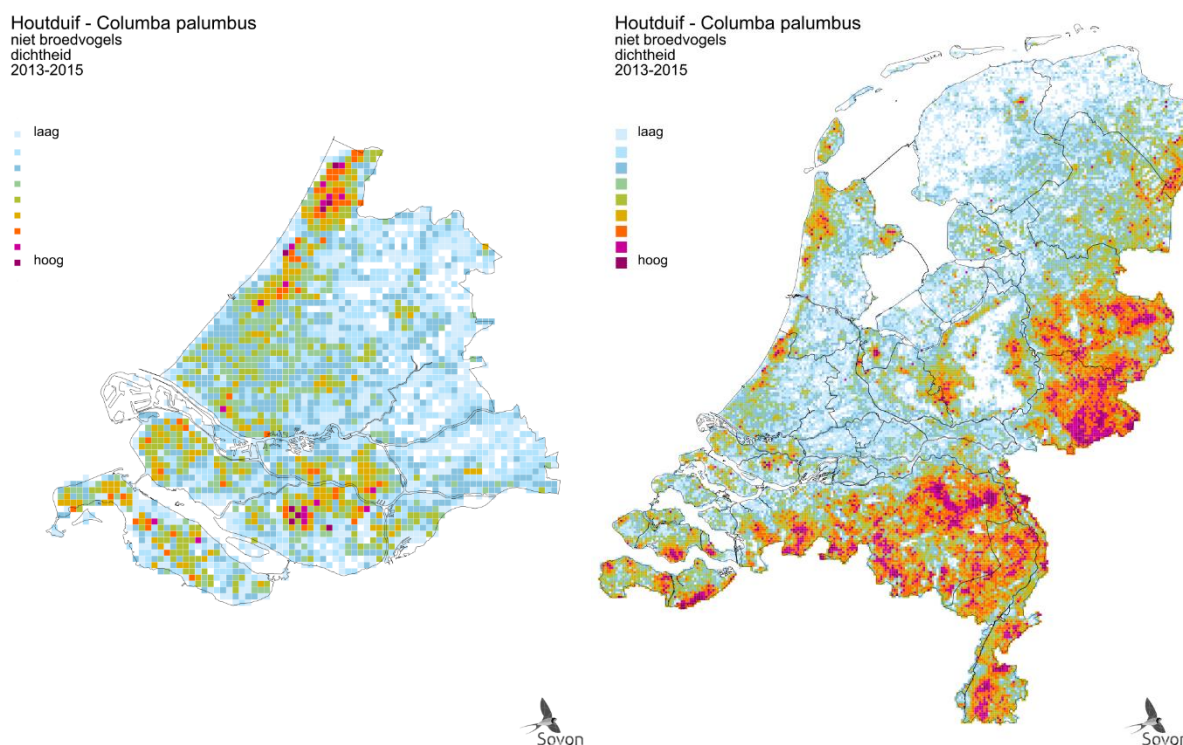 Houtduif - Columba palumbus
niet broedvogels
dichtheid
2013-2015
laag
hoog
Sovon
Houtduif - Columba palumbus
niet broedvogels
dichtheid
2013-2015
laag
hoog
Sovon